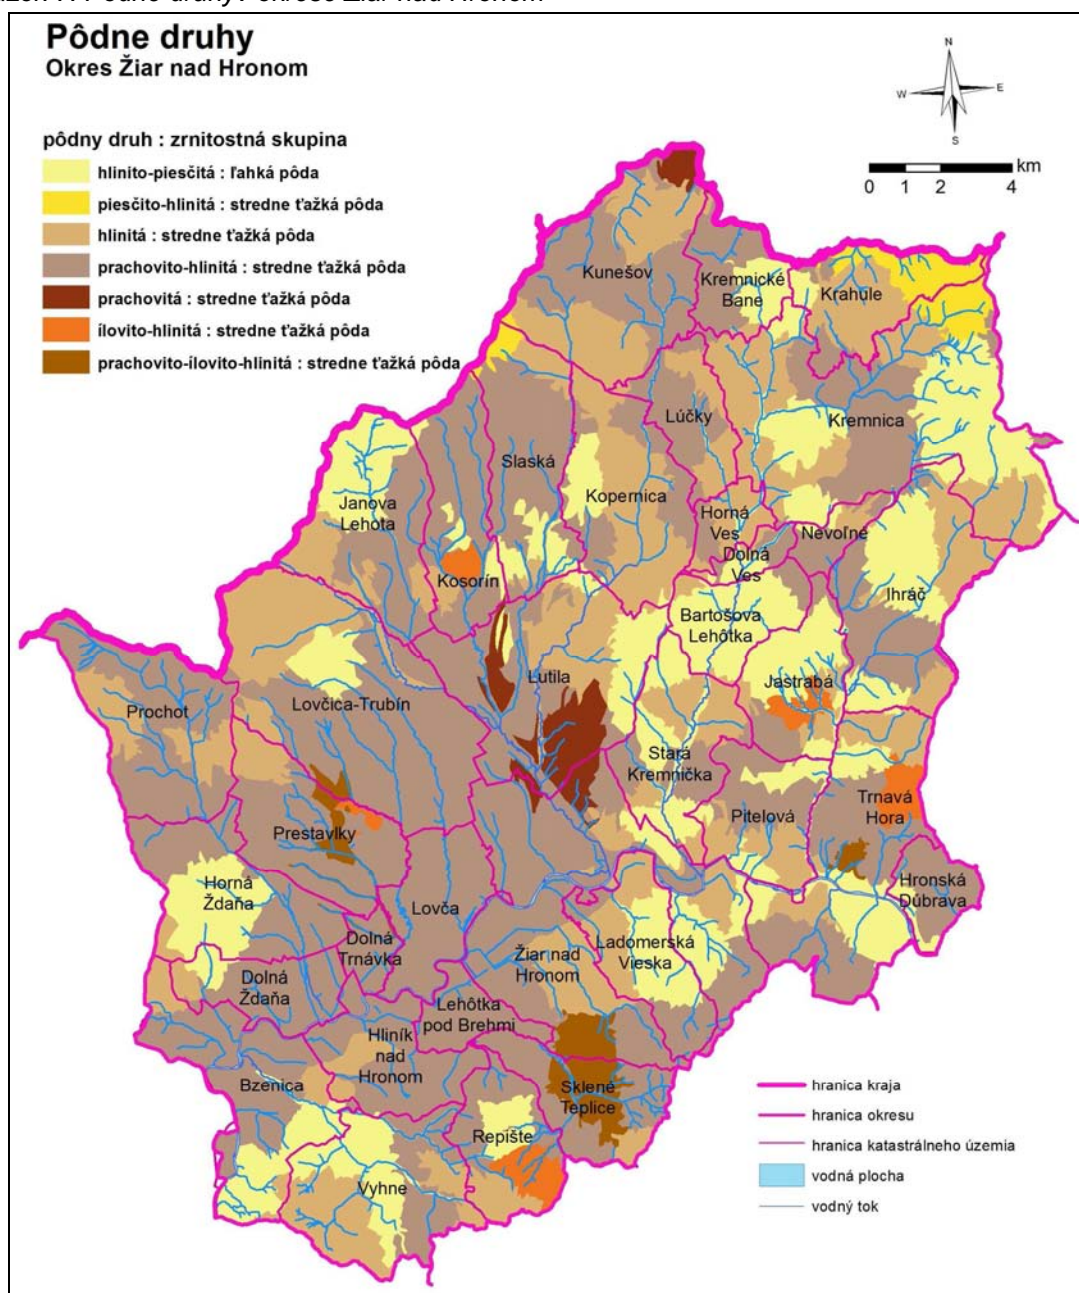 Pôdne druhy
Okres Žiar nad Hronom
N
W
E
S
km
0 1 2 4
pôdny druh : zrnitostná skupina
hlinito-piesčitá : ľahká pôda
piesčito-hlinitá : stredne ťažká pôda
hlinitá : stredne ťažká pôda
prachovito-hlinitá : stredne ťažká pôda
prachovitá : stredne ťažká pôda
ílovito-hlinitá : stredne ťažká pôda
prachovito-ílovito-hlinitá : stredne ťažká pôda
Kunešov
Kremnické
Bane
Krahule
Lúčky
Kremnica
Slaská
Janova
Lehota
Kopernica
Horná
Ves
Nevoľné
Dolná
Ves
Kosorín
Ihráč
Bartošova
Lehôtka
Lutila
Jastrabá
Lovčica-Trubín
Prochot
Stará
Kremnička
Trnavá
Hora
Pitelová
Prestavlky
Horná
Ždaňa
Hronská
Dúbrava
Lovča
Dolná
Trnávka
Žiar nad
Hronom
Ladomerská
Vieska
Dolná
Ždaňa
Lehôtka
pod Brehmi
Hliník
nad
Hronom
Bzenica
Sklené
Teplice
Repište
Vyhne
hranica kraja
hranica okresu
hranica katastrálneho územia
vodná plocha
vodný tok